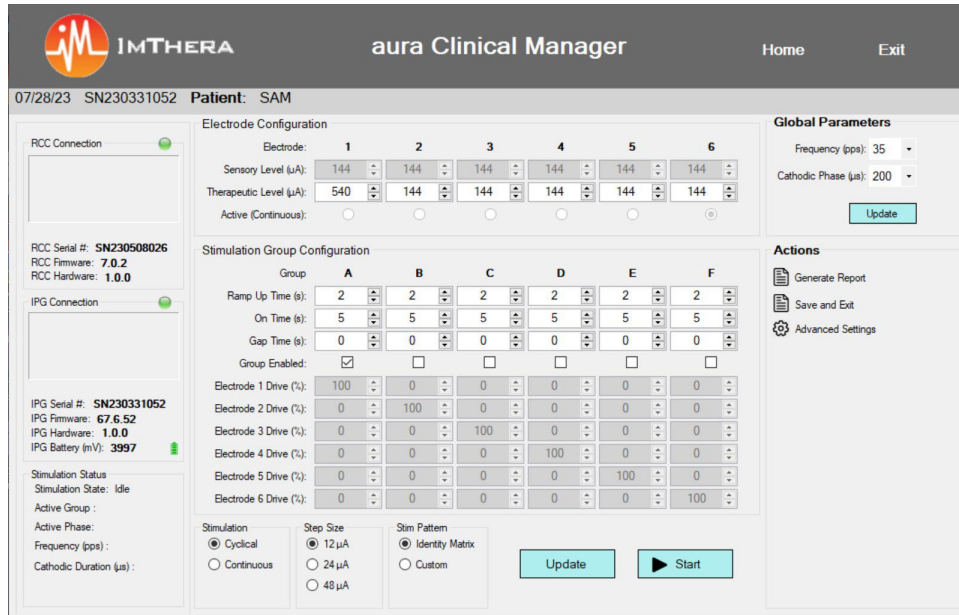 iM IMTHERA aura Clinical Manager Home Exit
07/28/23 SN230331052 Patient: SAM
RCC Connection
RCC Serial #: SN230508026
RCC Firmware: 7.0.2
RCC Hardware: 1.0.0
IPG Connection
IPG Serial #: SN230331052
IPG Firmware: 67.6.52
IPG Hardware: 1.0.0
IPG Battery (mV): 3997
Stimulation Status
Stimulation State: Idle
Active Group :
Active Phase:
Frequency (pps) :
Cathodic Duration (µs) :
Electrode Configuration
Electrode: 1 2 3 4 5 6
Sensory Level (uA): 144 144 144 144 144 144
Therapeutic Level (µA): 540 144 144 144 144 144
Active (Continuous):
Stimulation Group Configuration
Group A B C D E F
Ramp Up Time (s): 2 2 2 2 2 2
On Time (s): 5 5 5 5 5 5
Gap Time (s): 0 0 0 0 0 0
Group Enabled:
Electrode 1 Drive (%): 100 0 0 0 0 0
Electrode 2 Drive (%): 0 100 0 0 0 0
Electrode 3 Drive (%): 0 0 100 0 0 0
Electrode 4 Drive (%): 0 0 0 100 0 0
Electrode 5 Drive (%): 0 0 0 0 100 0
Electrode 6 Drive (%): 0 0 0 0 0 100
Stimulation
Cyclical
Continuous
Step Size
12 µA
24 µA
48 µA
Stim Pattern
Identity Matrix
Custom
Update
Start
Global Parameters
Frequency (pps): 35
Cathodic Phase (µs): 200
Update
Actions
Generate Report
Save and Exit
Advanced Settings